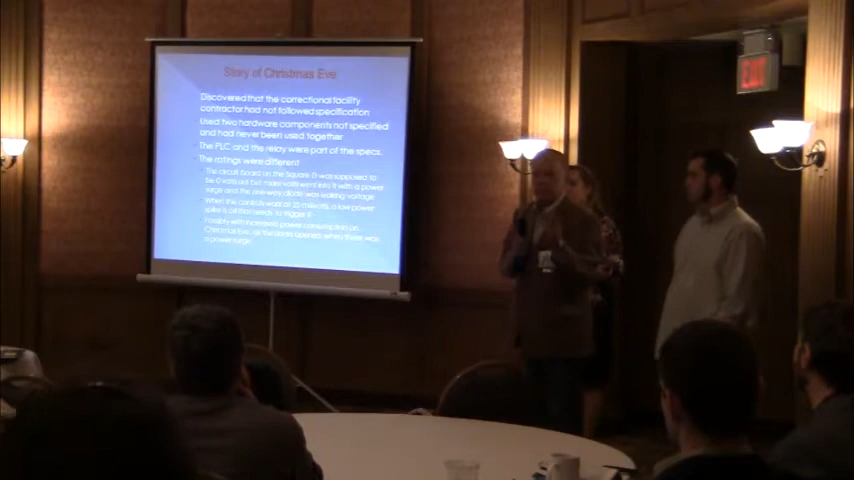 Story of Christmas Eve
Discovered that the correctional facility
contractor had not followed specification
Used two hardware components not specified
and had never been used together
The PLC and the relay were part of the specs.
The ratings were different
The circuit board on the Square D was supposed to
be 0 volts out but more volts went into it with a power
surge and the one way diode was leaking voltage
When the controls work at 25 millivolts, a low power
spike is all that needs to trigger it
Possibly with increased power consumption on
Christmas Eve, all the doors opened when there was
a power surge.
EXIT